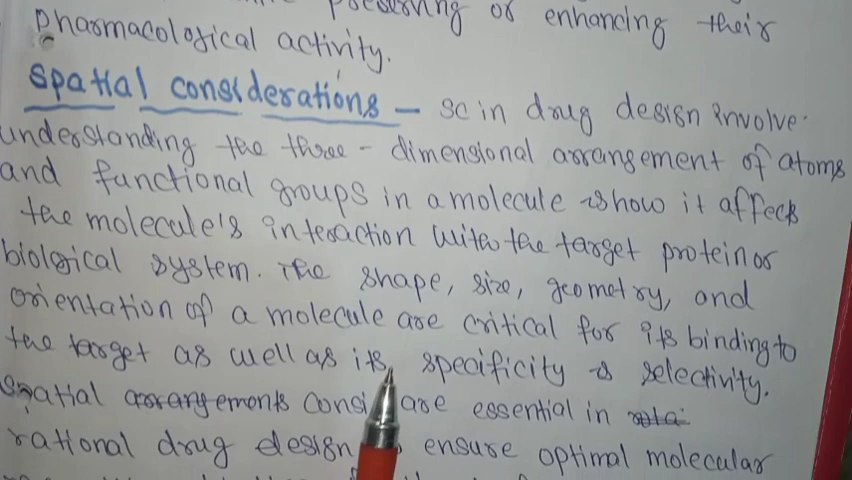 preserving or enhancing their
pharmacological activity.
Spatial considerations - SC in drug design involve
understanding the three-dimensional arrangement of atoms
and functional groups in a molecule & how it affects
the molecule's interaction with the target protein or
biological system. The shape, size, geometry, and
orientation of a molecule are critical for its binding to
the target as well as its specificity & selectivity.
Spatial arrangements consi are essential in
rational drug design ensure optimal molecular